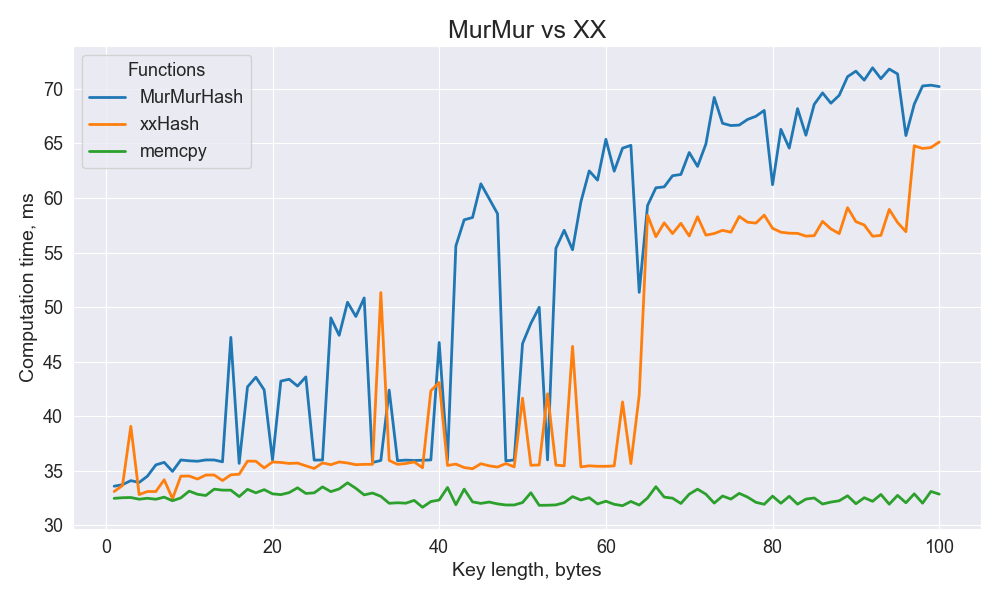 MurMur vs XX
Functions
MurMurHash
xxHash
memcpy
Computation time, ms
70
65
60
55
50
45
40
35
30
0 20 40 60 80 100
Key length, bytes